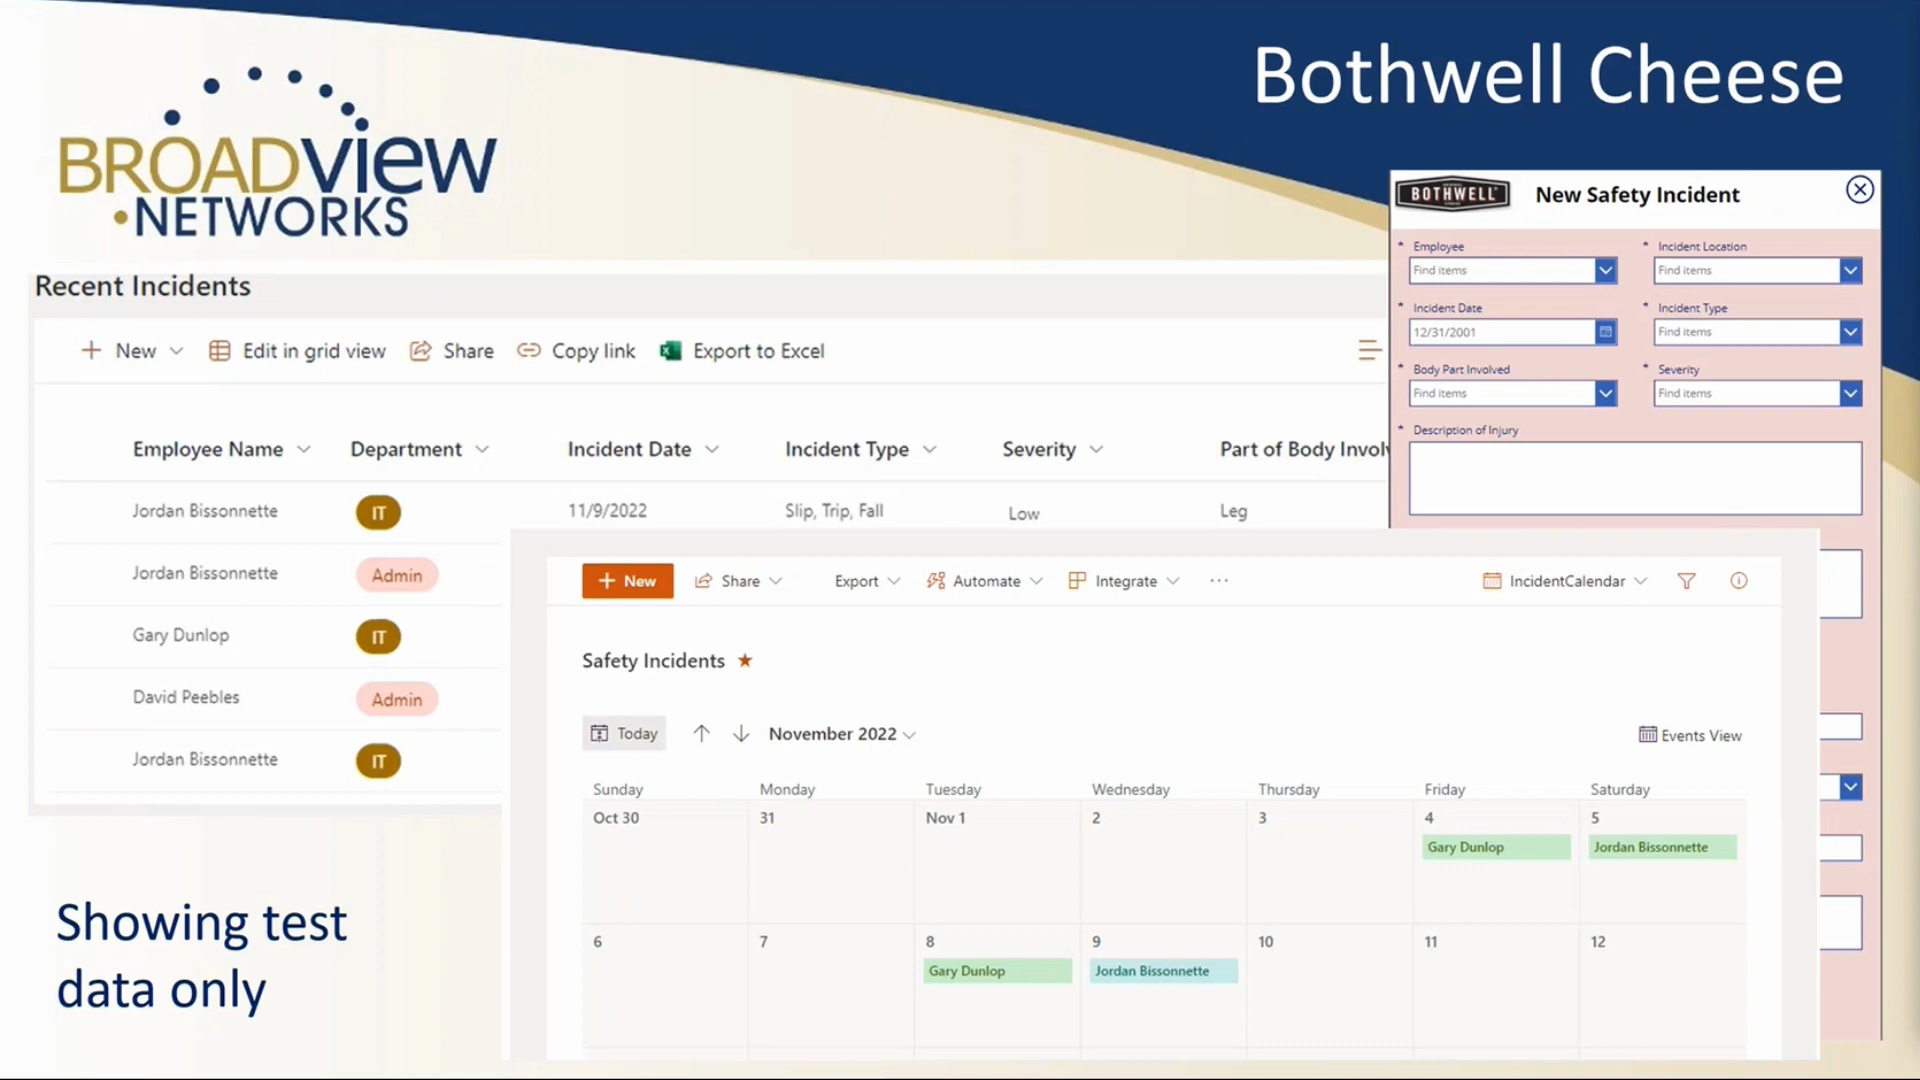 Bothwell Cheese
BROADVIEW
NETWORKS
BOTHWELL
New Safety Incident
* Employee
* Incident Location
Find items
Find items
* Incident Date
* Incident Type
12/31/2001
Find items
* Body Part Involved
* Severity
Find items
Find items
* Description of Injury
Recent Incidents
New
Edit in grid view
Share
Copy link
Export to Excel
Employee Name
Department
Incident Date
Incident Type
Severity
Part of Body Involv
Jordan Bissonnette
IT
11/9/2022
Slip, Trip, Fall
Low
Leg
Jordan Bissonnette
Admin
Gary Dunlop
IT
David Peebles
Admin
Jordan Bissonnette
IT
+ New
Share
Export
Automate
Integrate
...
IncidentCalendar
Safety Incidents
Today
November 2022
Events View
Sunday
Monday
Tuesday
Wednesday
Thursday
Friday
Saturday
Oct 30
31
Nov 1
2
3
4
5
Gary Dunlop
Jordan Bissonnette
6
7
8
9
10
11
12
Gary Dunlop
Jordan Bissonnette
Showing test
data only